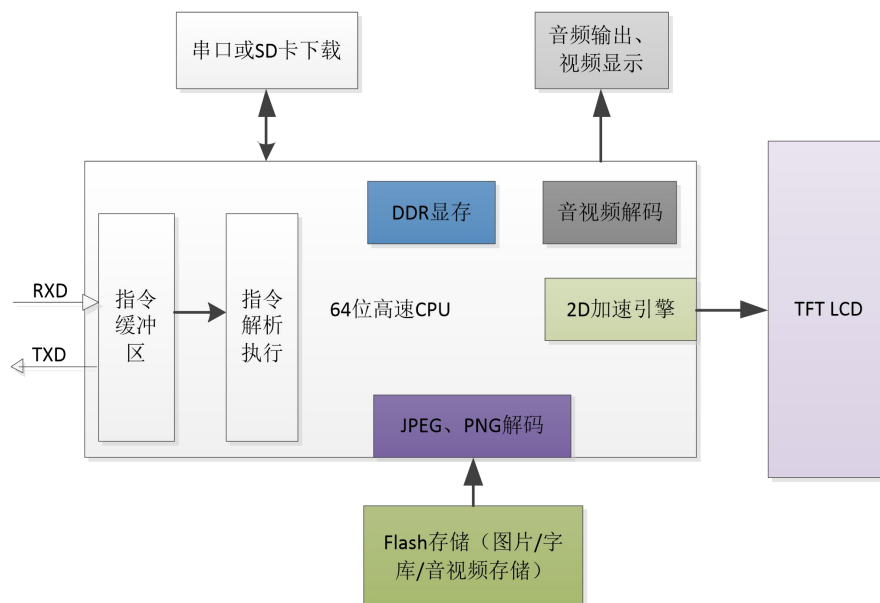 串口或SD卡下载
音频输出、
视频显示
DDR显存
音视频解码
RXD
TXD
指令
缓冲
区
指令
解析
执行
64位高速CPU
2D加速引擎
TFT LCD
JPEG、PNG解码
Flash存储（图片/字
库/音视频存储）